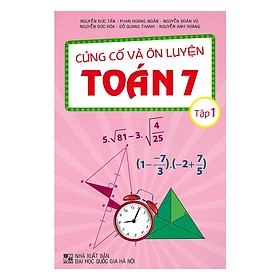 NGUYỄN ĐỨC TẤN - PHAN HOÀNG NGÂN - NGUYỄN ĐOÀN VŨ
NGUYỄN ĐỨC HÒA - ĐỖ QUANG THANH - NGUYỄN ANH HOÀNG
CỦNG CỐ VÀ ÔN LUYỆN
TOÁN 7
Tập 1
5.√81 - 3.√(4/25)
(1 - -7/3).(-2 + 7/5)
NHÀ XUẤT BẢN
ĐẠI HỌC QUỐC GIA HÀ NỘI